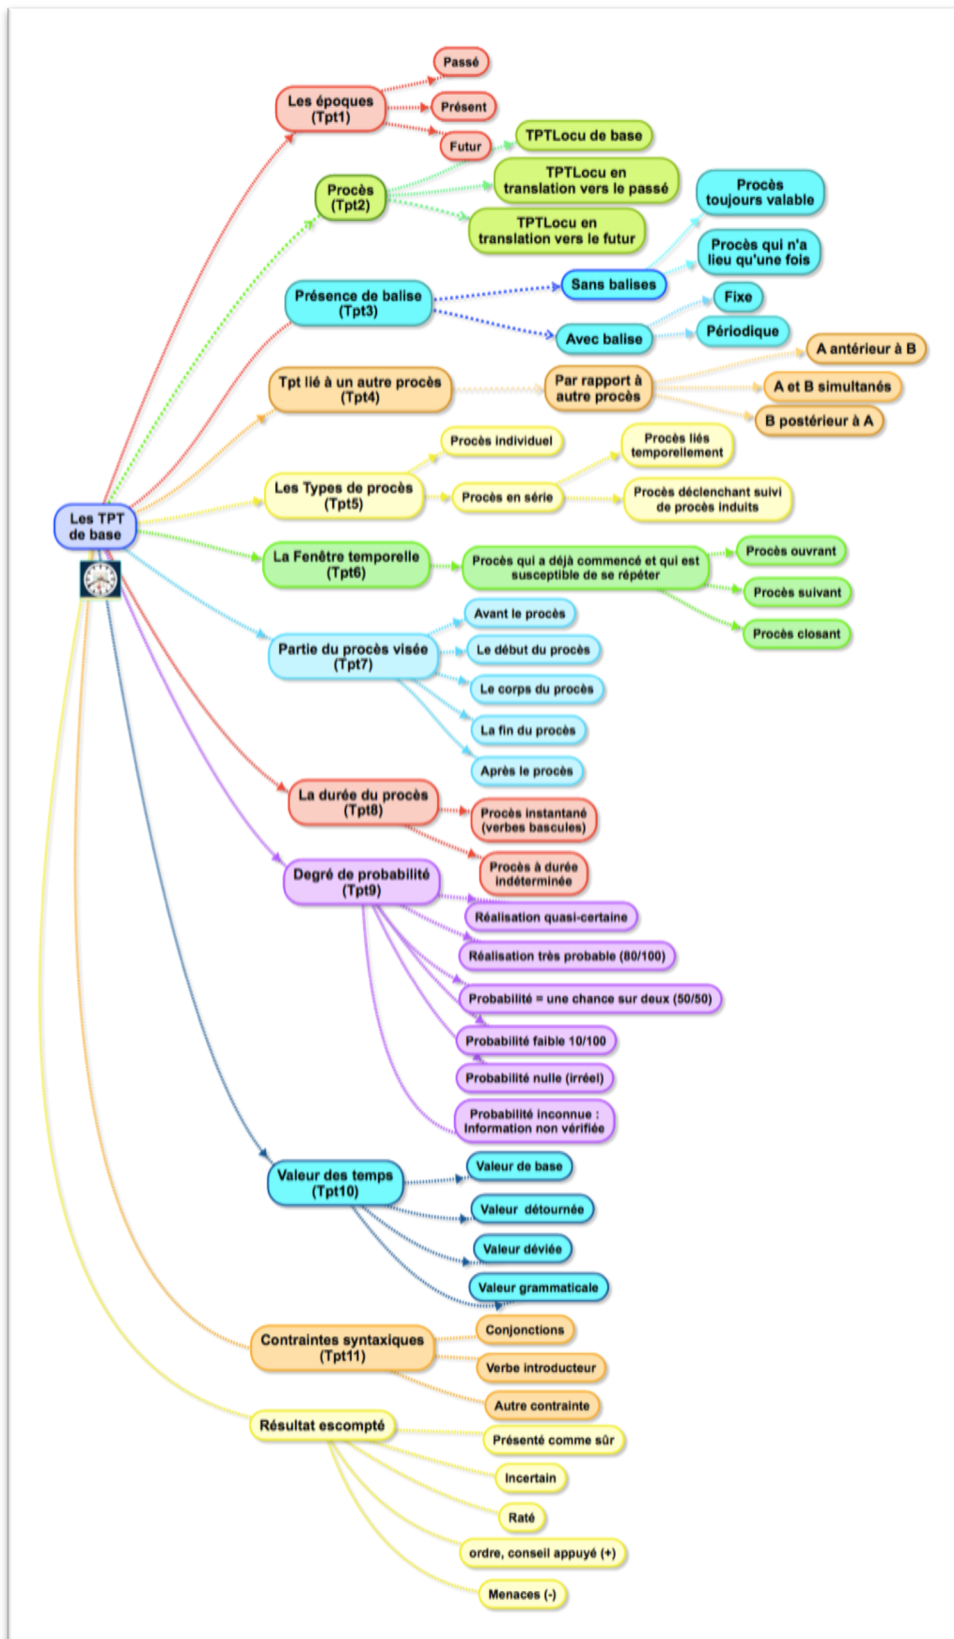 Les TPT
de base
Les époques
(Tpt1)
Passé
Présent
Futur
Procès
(Tpt2)
TPTLocu de base
TPTLocu en
translation vers le passé
TPTLocu en
translation vers le futur
Présence de balise
(Tpt3)
Sans balises
Procès
toujours valable
Procès qui n'a
lieu qu'une fois
Avec balise
Fixe
Périodique
Tpt lié à un autre procès
(Tpt4)
Par rapport à
autre procès
A antérieur à B
A et B simultanés
B postérieur à A
Les Types de procès
(Tpt5)
Procès individuel
Procès en série
Procès liés
temporellement
Procès déclenchant suivi
de procès induits
La Fenêtre temporelle
(Tpt6)
Procès qui a déjà commencé et qui est
susceptible de se répéter
Procès ouvrant
Procès suivant
Procès closant
Partie du procès visée
(Tpt7)
Avant le procès
Le début du procès
Le corps du procès
La fin du procès
Après le procès
La durée du procès
(Tpt8)
Procès instantané
(verbes bascules)
Procès à durée
indéterminée
Degré de probabilité
(Tpt9)
Réalisation quasi-certaine
Réalisation très probable (80/100)
Probabilité = une chance sur deux (50/50)
Probabilité faible 10/100
Probabilité nulle (irréel)
Probabilité inconnue :
Information non vérifiée
Valeur des temps
(Tpt10)
Valeur de base
Valeur détournée
Valeur déviée
Valeur grammaticale
Contraintes syntaxiques
(Tpt11)
Conjonctions
Verbe introducteur
Autre contrainte
Résultat escompté
Présenté comme sûr
Incertain
Raté
ordre, conseil appuyé (+)
Menaces (-)